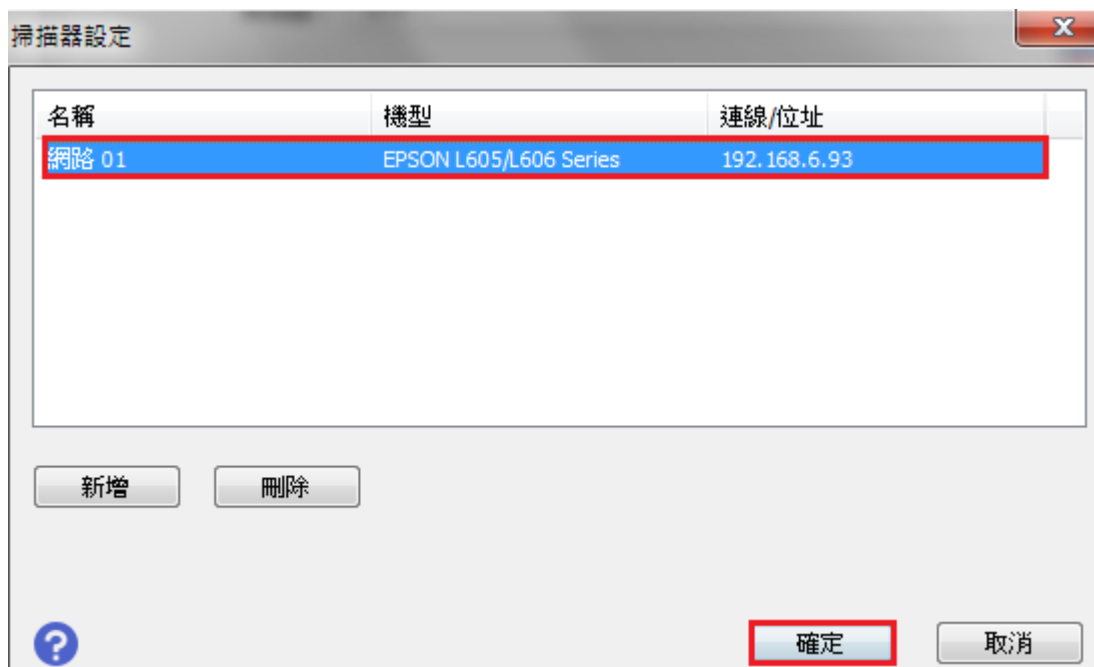 掃描器設定
名稱 機型 連線/位址
網路 01 EPSON L605/L606 Series 192.168.6.93
新增 刪除
? 確定 取消